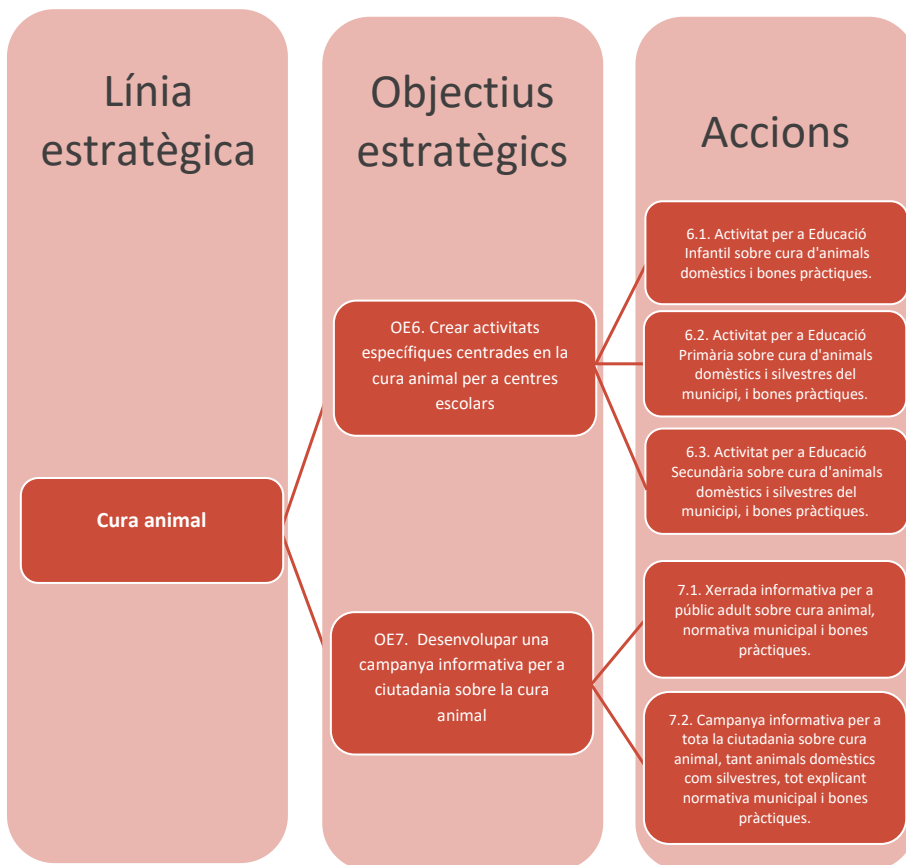 Línia
estratègica
Objectius
estratègics
Accions
Cura animal
OE6. Crear activitats
específiques centrades en la
cura animal per a centres
escolars
OE7. Desenvolupar una
campanya informativa per a
ciutadania sobre la cura
animal
6.1. Activitat per a Educació
Infantil sobre cura d'animals
domèstics i bones pràctiques.
6.2. Activitat per a Educació
Primària sobre cura d'animals
domèstics i silvestres del
municipi, i bones pràctiques.
6.3. Activitat per a Educació
Secundària sobre cura d'animals
domèstics i silvestres del
municipi, i bones pràctiques.
7.1. Xerrada informativa per a
públic adult sobre cura animal,
normativa municipal i bones
pràctiques.
7.2. Campanya informativa per a
tota la ciutadania sobre cura
animal, tant animals domèstics
com silvestres, tot explicant
normativa municipal i bones
pràctiques.